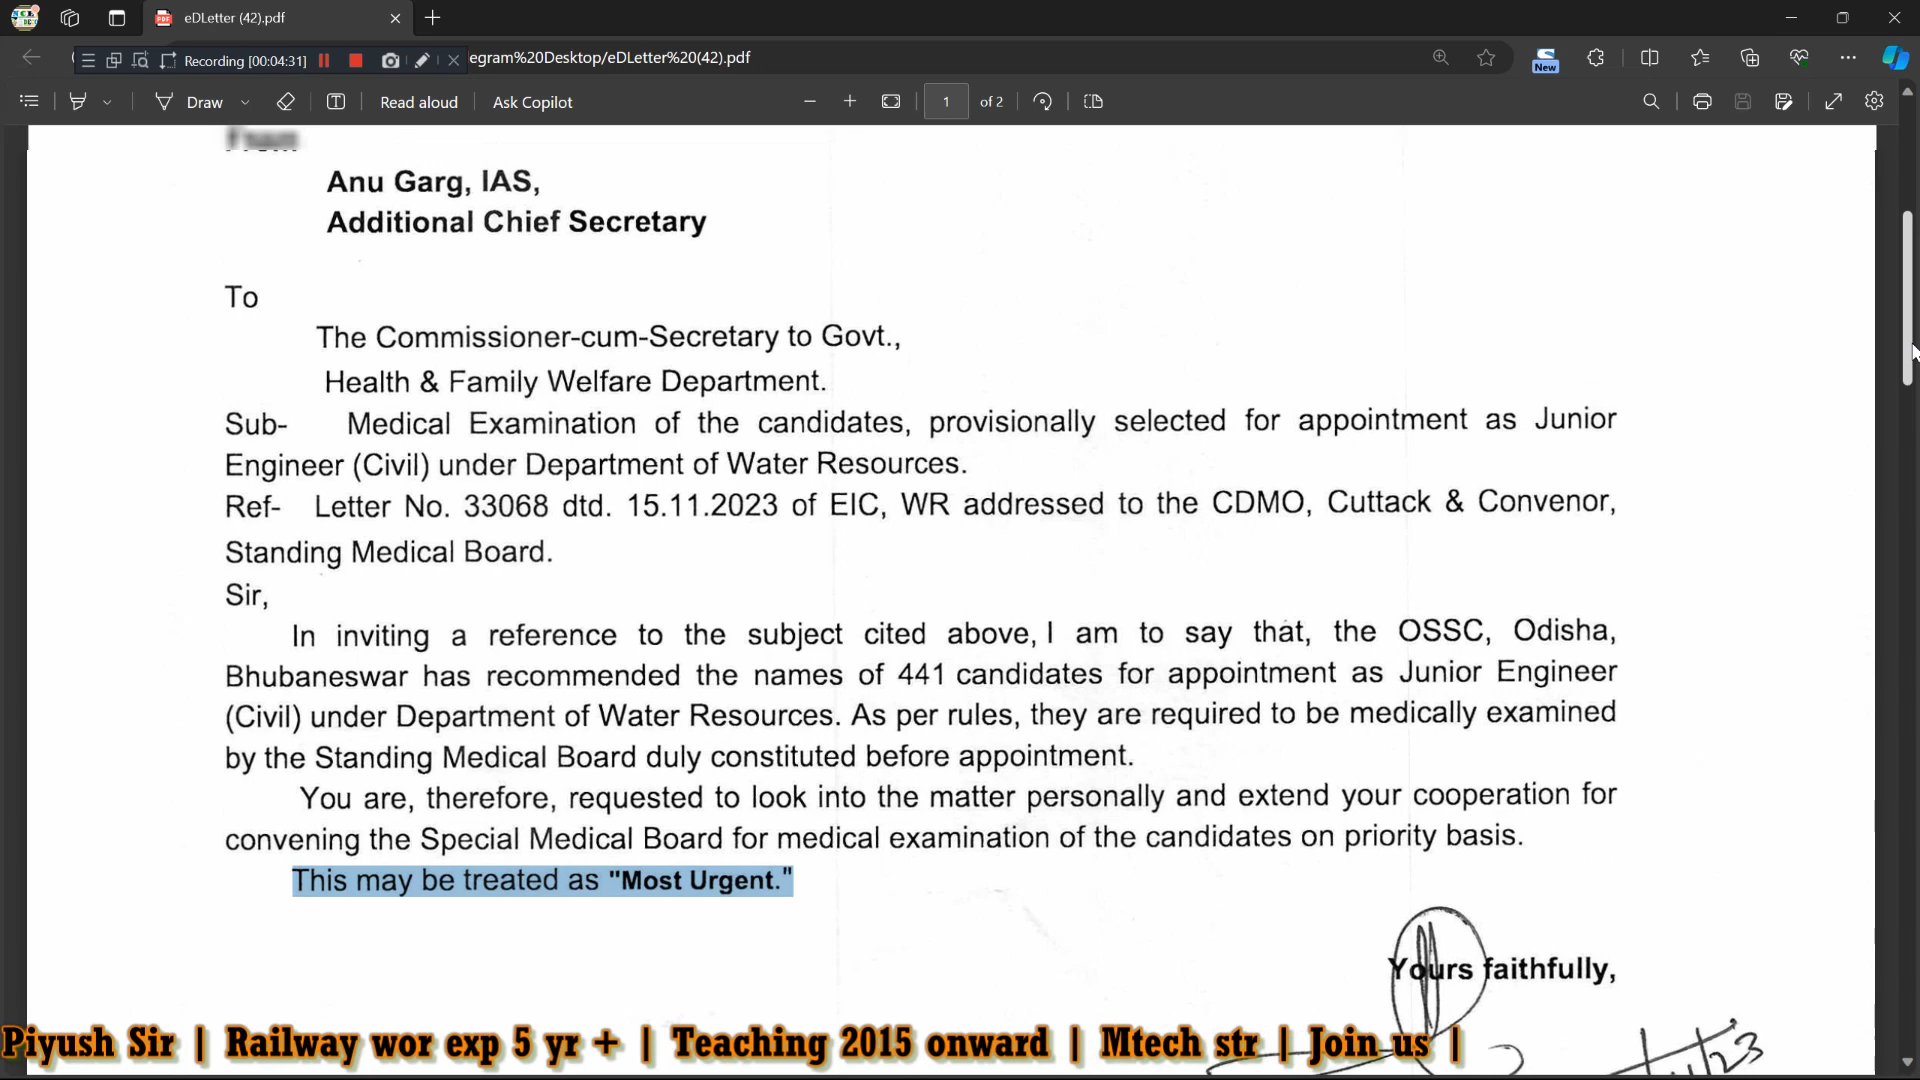 eDLetter (42).pdf
Recording [00:04:31]
egram%20Desktop/eDLetter%20(42).pdf
New
Draw
Read aloud
Ask Copilot
1
of 2
From
Anu Garg, IAS,
Additional Chief Secretary
To
The Commissioner-cum-Secretary to Govt.,
Health & Family Welfare Department.
Sub- Medical Examination of the candidates, provisionally selected for appointment as Junior
Engineer (Civil) under Department of Water Resources.
Ref- Letter No. 33068 dtd. 15.11.2023 of EIC, WR addressed to the CDMO, Cuttack & Convenor,
Standing Medical Board.
Sir,
In inviting a reference to the subject cited above, I am to say that, the OSSC, Odisha,
Bhubaneswar has recommended the names of 441 candidates for appointment as Junior Engineer
(Civil) under Department of Water Resources. As per rules, they are required to be medically examined
by the Standing Medical Board duly constituted before appointment.
You are, therefore, requested to look into the matter personally and extend your cooperation for
convening the Special Medical Board for medical examination of the candidates on priority basis.
This may be treated as "Most Urgent."
Yours faithfully,
Piyush Sir | Railway wor exp 5 yr + | Teaching 2015 onward | Mtech str | Join us |